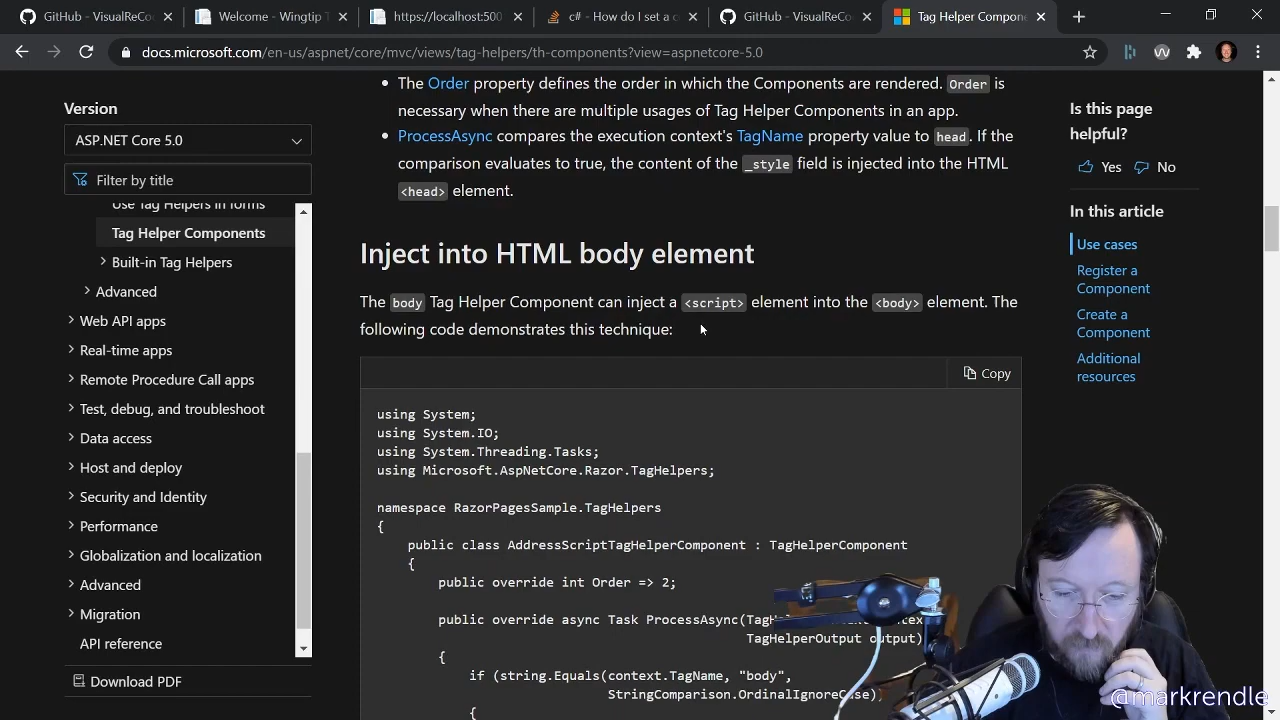 GitHub - VisualReCo
Welcome - Wingtip T
https://localhost:500
c# - How do I set a c
GitHub - VisualReCo
Tag Helper Compon
docs.microsoft.com/en-us/aspnet/core/mvc/views/tag-helpers/th-components?view=aspnetcore-5.0
Version
ASP.NET Core 5.0
Filter by title
Use Tag Helpers in forms
Tag Helper Components
Built-in Tag Helpers
Advanced
Web API apps
Real-time apps
Remote Procedure Call apps
Test, debug, and troubleshoot
Data access
Host and deploy
Security and Identity
Performance
Globalization and localization
Advanced
Migration
API reference
Download PDF
The Order property defines the order in which the Components are rendered. Order is
necessary when there are multiple usages of Tag Helper Components in an app.
ProcessAsync compares the execution context's TagName property value to head. If the
comparison evaluates to true, the content of the _style field is injected into the HTML
<head> element.
Inject into HTML body element
The body Tag Helper Component can inject a <script> element into the <body> element. The
following code demonstrates this technique:
Copy
using System;
using System.IO;
using System.Threading.Tasks;
using Microsoft.AspNetCore.Razor.TagHelpers;
namespace RazorPagesSample.TagHelpers
{
public class AddressScriptTagHelperComponent : TagHelperComponent
{
public override int Order => 2;
public override async Task ProcessAsync(
TagHelperOutput output)
{
if (string.Equals(context.TagName, "body",
StringComparison.OrdinalIgnoreCase))
{
Is this page
helpful?
Yes No
In this article
Use cases
Register a
Component
Create a
Component
Additional
resources
@markrendle